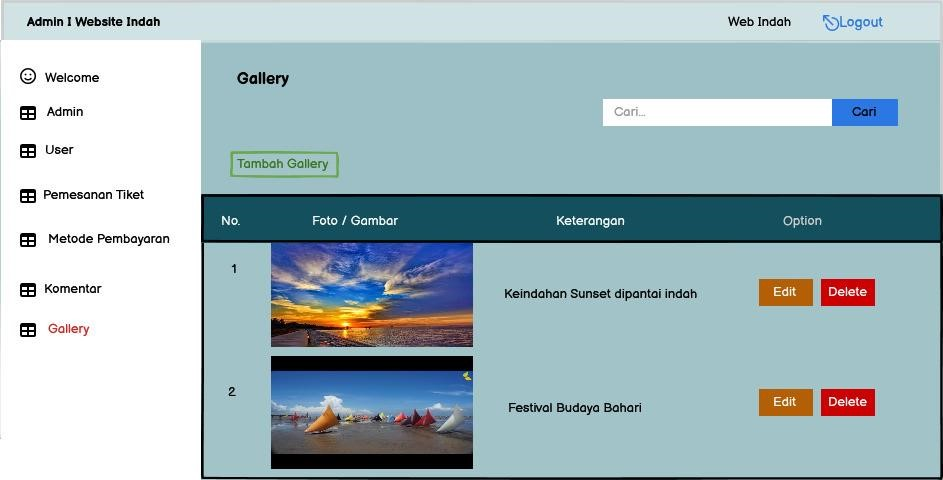 Admin I Website Indah
Web Indah
Logout
Welcome
Admin
User
Pemesanan Tiket
Metode Pembayaran
Komentar
Gallery
Gallery
Cari...
Cari
Tambah Gallery
No.
Foto / Gambar
Keterangan
Option
1
Keindahan Sunset dipantai indah
Edit
Delete
2
Festival Budaya Bahari
Edit
Delete